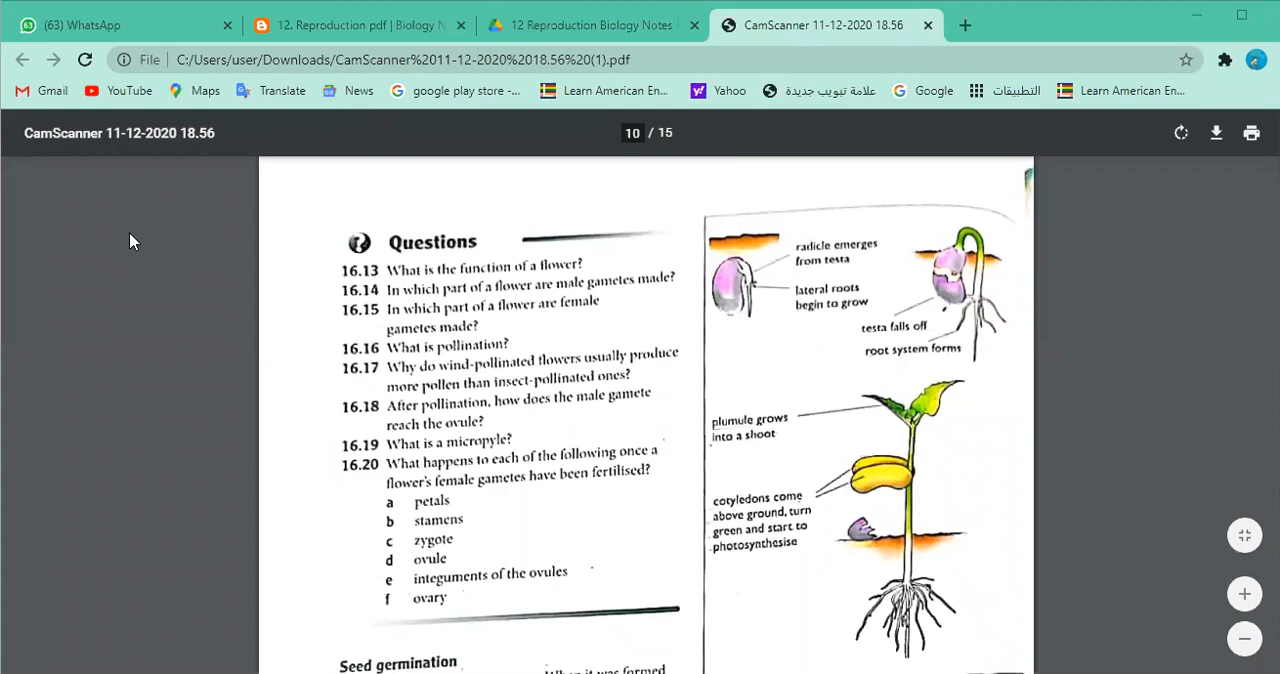 63 (63) WhatsApp
12. Reproduction pdf | Biology N
12 Reproduction Biology Notes
CamScanner 11-12-2020 18.56
File
C:/Users/user/Downloads/CamScanner%2011-12-2020%2018.56%20(1).pdf
Gmail
YouTube
Maps
Translate
News
google play store -...
Learn American En...
Yahoo
علامة تبويب جديدة
Google
التطبيقات
Learn American En...
CamScanner 11-12-2020 18.56
10 / 15
Questions
16.13 What is the function of a flower?
16.14 In which part of a flower are male gametes made?
16.15 In which part of a flower are female
gametes made?
16.16 What is pollination?
16.17 Why do wind-pollinated flowers usually produce
more pollen than insect-pollinated ones?
16.18 After pollination, how does the male gamete
reach the ovule?
16.19 What is a micropyle?
16.20 What happens to each of the following once a
flower's female gametes have been fertilised?
a petals
b stamens
c zygote
d ovule
e integuments of the ovules
f ovary
Seed germination
When it was formed
radicle emerges
from testa
lateral roots
begin to grow
testa falls off
root system forms
plumule grows
into a shoot
cotyledons come
above ground, turn
green and start to
photosynthesise